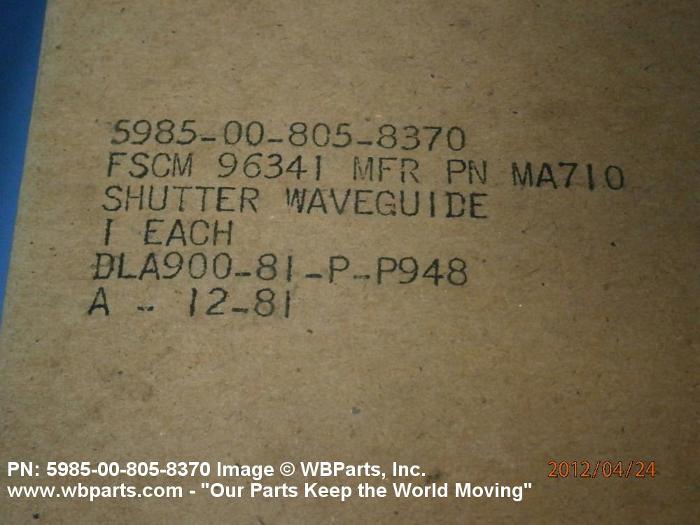 5985-00-805-8370
FSCM 96341 MFR PN MA710
SHUTTER WAVEGUIDE
1 EACH
DLA900-81-P-P948
A - 12-81
PN: 5985-00-805-8370 Image © WBParts, Inc.
2012/04/24
www.wbparts.com - "Our Parts Keep the World Moving"